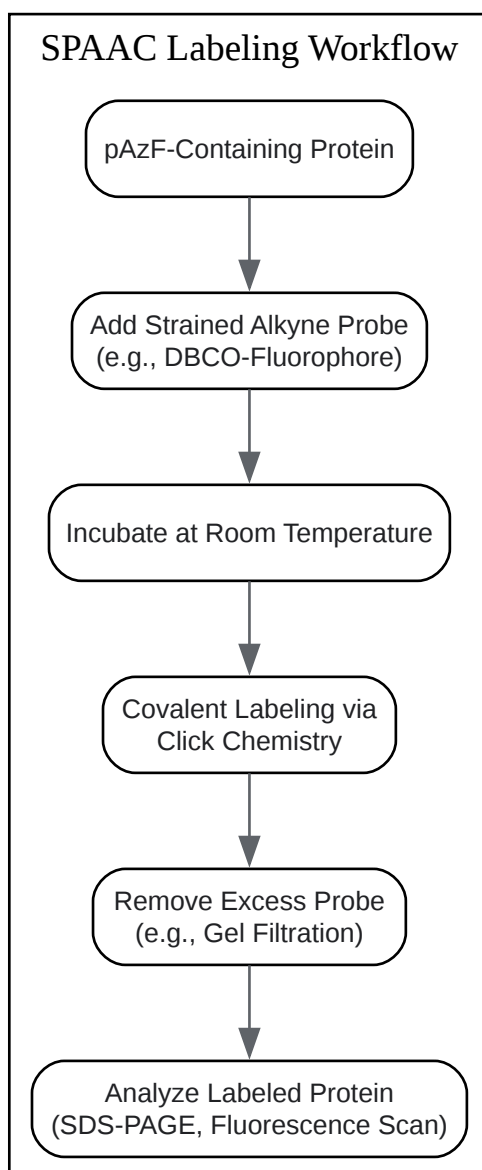 SPAAC Labeling Workflow
pAzF-Containing Protein
Add Strained Alkyne Probe
(e.g., DBCO-Fluorophore)
Incubate at Room Temperature
Covalent Labeling via
Click Chemistry
Remove Excess Probe
(e.g., Gel Filtration)
Analyze Labeled Protein
(SDS-PAGE, Fluorescence Scan)